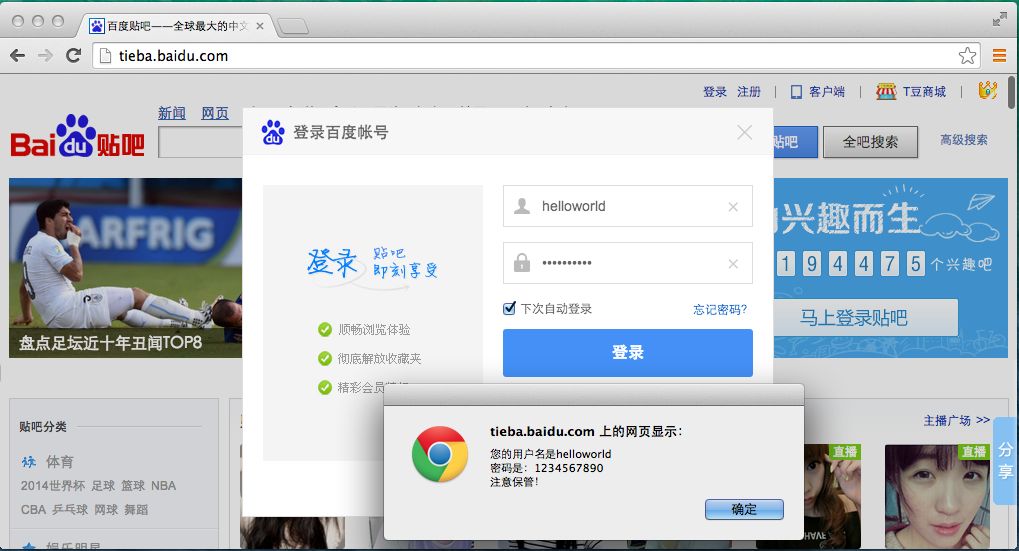 百度贴吧——全球最大的中文
tieba.baidu.com
登录 注册 | 客户端 | T豆商城 |
新闻 网页
Bai du 贴吧
贴吧 全吧搜索 高级搜索
登录百度帐号
helloworld
••••••••••
下次自动登录 忘记密码?
登录
登录 贴吧
即刻享受
顺畅浏览体验
彻底解放收藏夹
精彩会员
ARFRIG
盘点足坛近十年丑闻TOP8
兴趣而生
1 9 4 4 7 5 个兴趣吧
马上登录贴吧
贴吧分类
体育
2014世界杯 足球 篮球 NBA
CBA 乒乓球 网球 舞蹈
娱乐明星
主播广场 >>
直播
直播
分享
tieba.baidu.com 上的网页显示：
您的用户名是helloworld
密码是：1234567890
注意保管!
确定